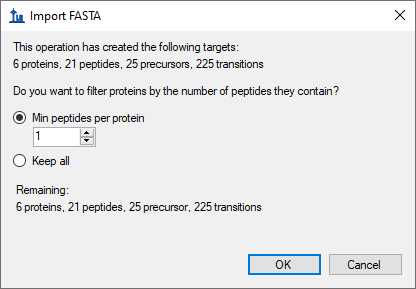 Import FASTA
This operation has created the following targets:
6 proteins, 21 peptides, 25 precursors, 225 transitions
Do you want to filter proteins by the number of peptides they contain?
Min peptides per protein
1
Keep all
Remaining:
6 proteins, 21 peptides, 25 precursor, 225 transitions
OK
Cancel